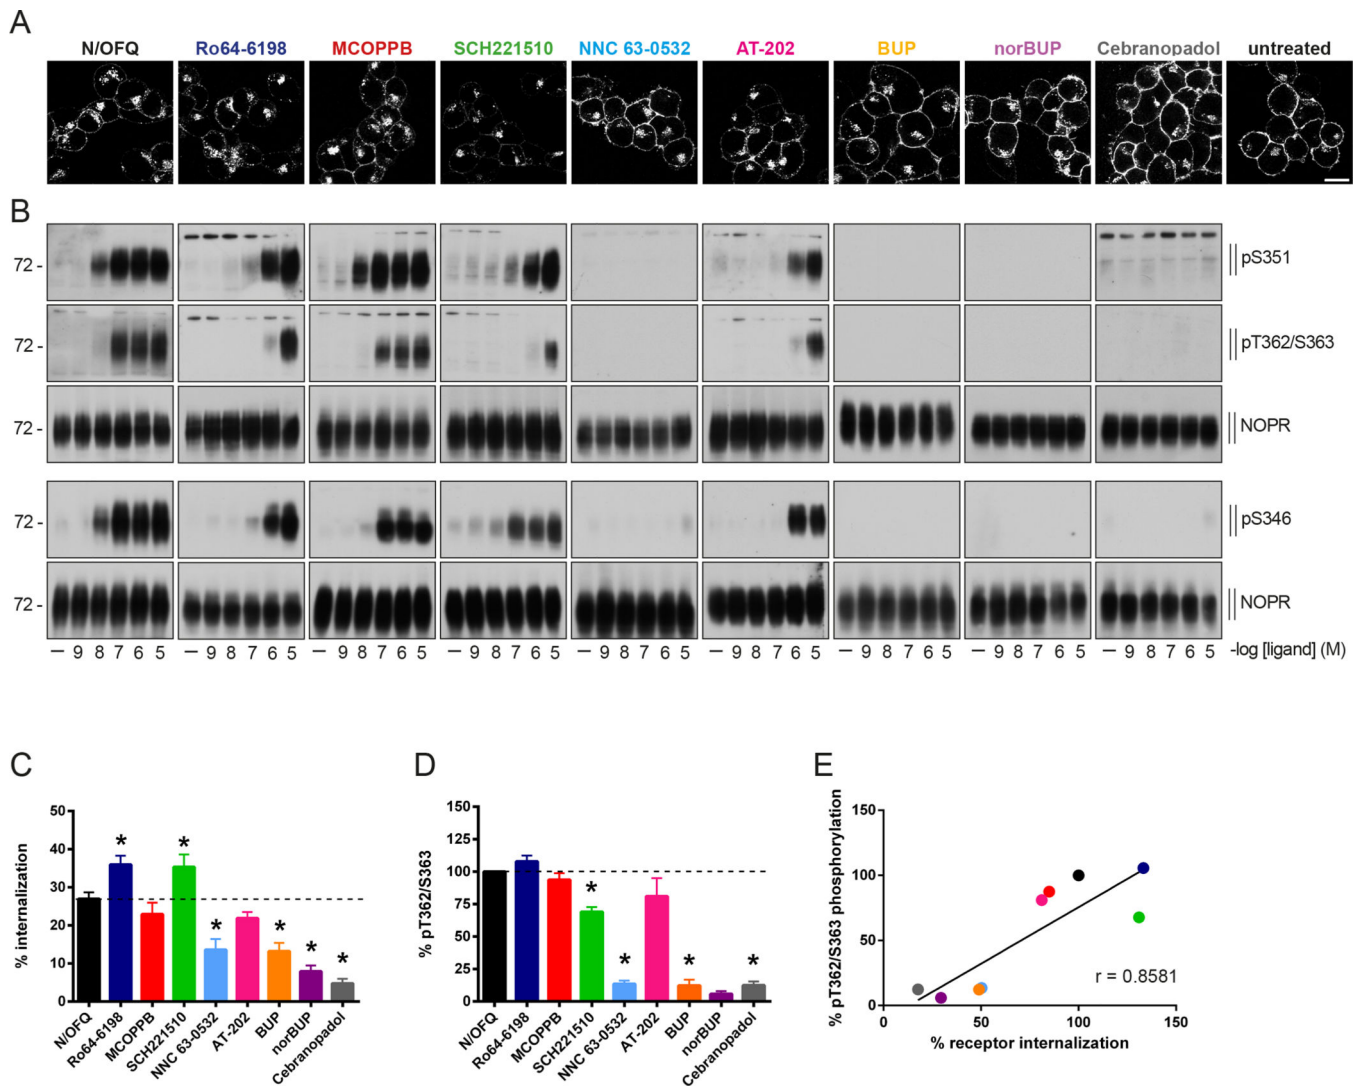 A
N/OFQ Ro64-6198 MCOPPB SCH221510 NNC 63-0532 AT-202 BUP norBUP Cebranopadol untreated
B
72 - pS351
72 - pT362/S363
72 - NOPR
72 - pS346
72 - NOPR
– 9 8 7 6 5 – 9 8 7 6 5 – 9 8 7 6 5 – 9 8 7 6 5 – 9 8 7 6 5 – 9 8 7 6 5 – 9 8 7 6 5 – 9 8 7 6 5 – 9 8 7 6 5 -log [ligand] (M)
C
% internalization
50
40
30
20
10
0
* * * * * *
N/OFQ
Ro64-6198
MCOPPB
SCH221510
NNC 63-0532
AT-202
BUP
norBUP
Cebranopadol
D
% pT362/S363
150
125
100
75
50
25
0
* * * *
N/OFQ
Ro64-6198
MCOPPB
SCH221510
NNC 63-0532
AT-202
BUP
norBUP
Cebranopadol
E
% pT362/S363 phosphorylation
150
100
50
0
r = 0.8581
0 50 100 150
% receptor internalization